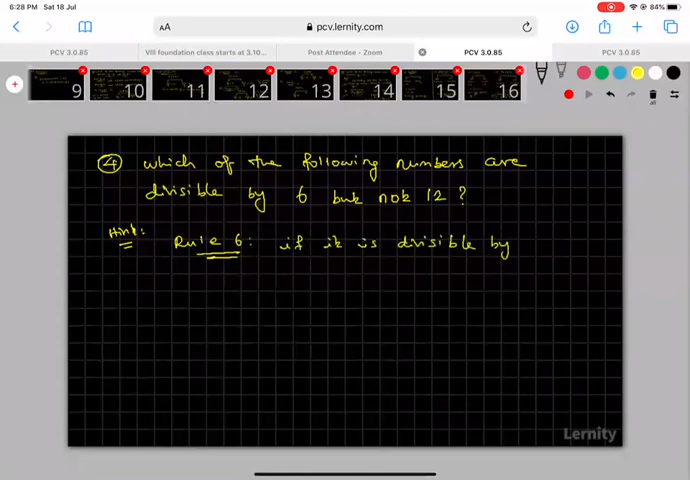 6:28 PM Sat 18 Jul
84%
AA
pcv.lernity.com
PCV 3.0.85
VIII foundation class starts at 3.10...
Post Attendee - Zoom
PCV 3.0.85
PCV 3.0.85
9
10
11
12
13
14
15
16
all
④ which of the following numbers are
divisible by 6 but not 12 ?
Hint:
Rule 6: if it is divisible by
Lernity